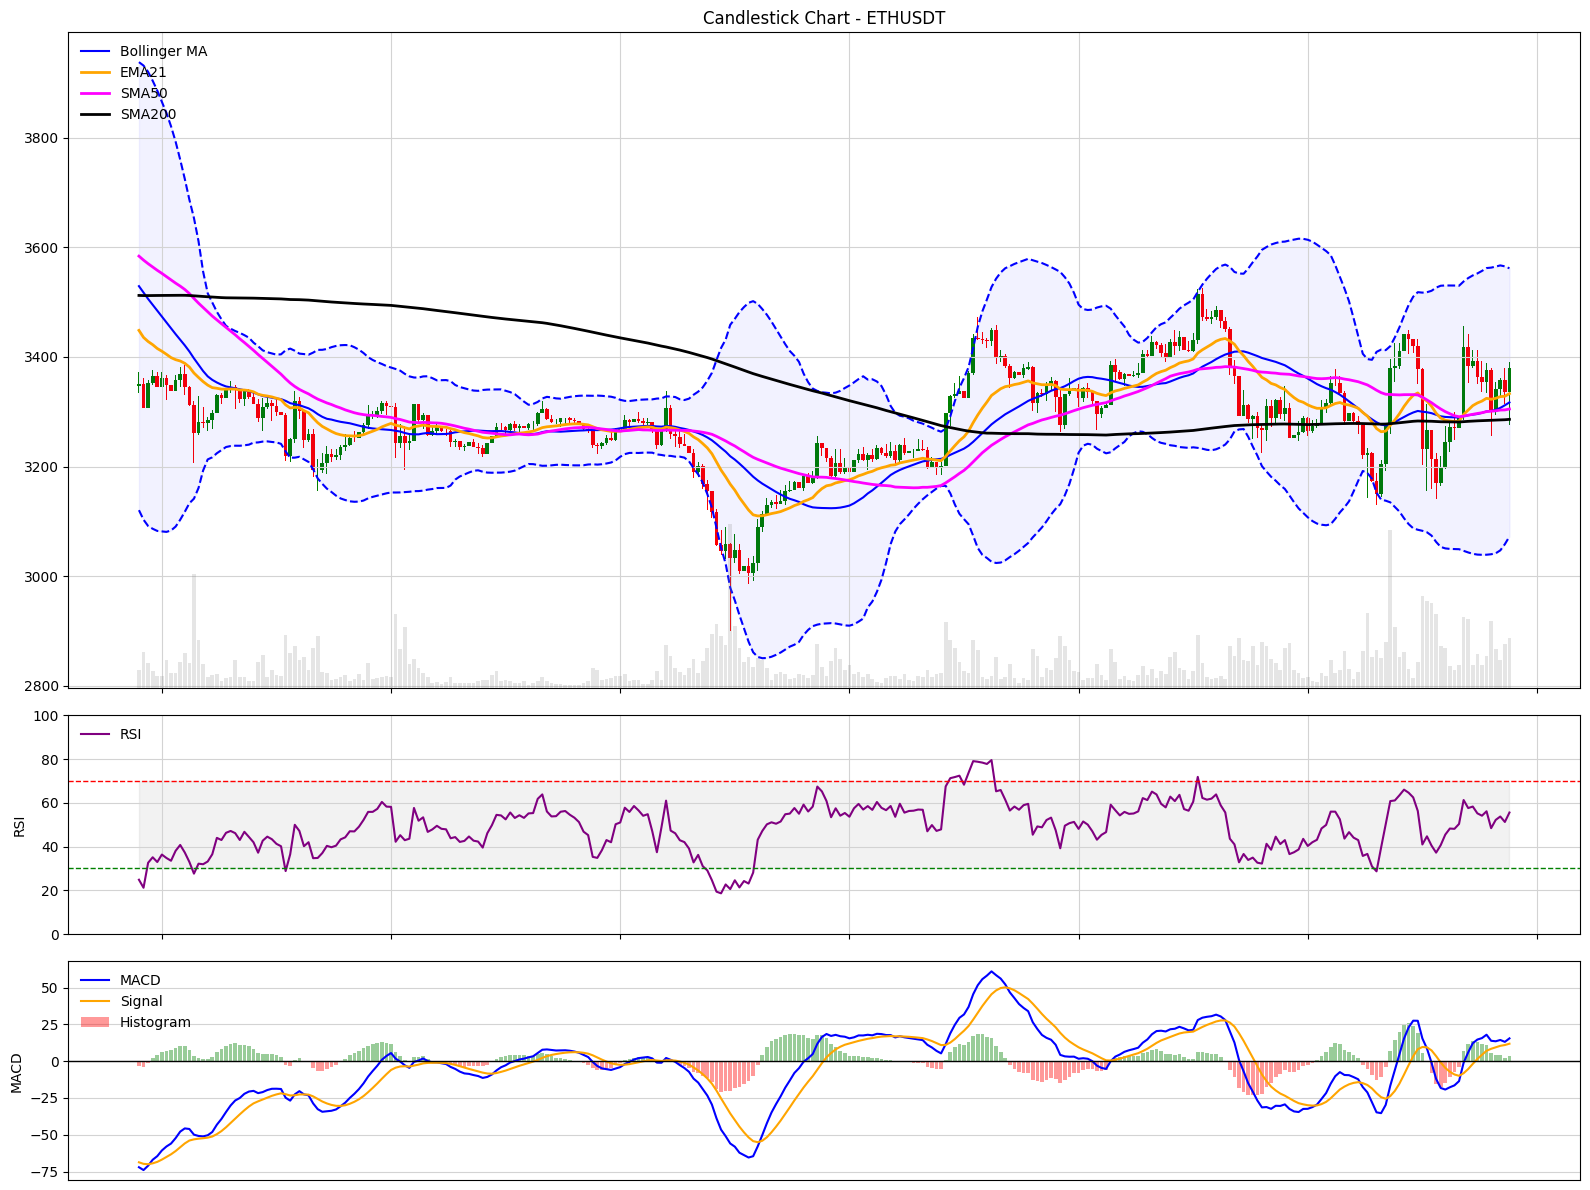 Candlestick Chart - ETHUSDT
Bollinger MA
EMA21
SMA50
SMA200
3800
3600
3400
3200
3000
2800
RSI
100
80
60
40
20
0
RSI
MACD
Signal
Histogram
50
25
0
−25
−50
−75
MACD